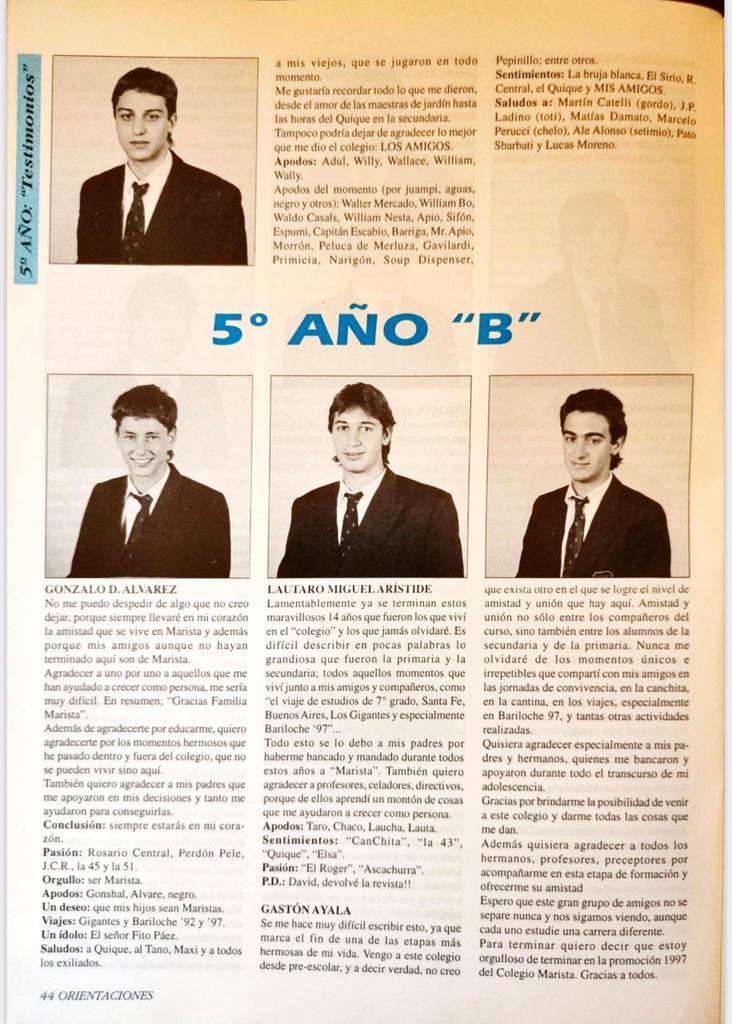 5º AÑO: "Testimonios"
a mis viejos, que se jugaron en todo
momento.
Me gustaría recordar todo lo que me dieron,
desde el amor de las maestras de jardín hasta
las horas del Quique en la secundaria.
Tampoco podría dejar de agradecer lo mejor
que me dio el colegio: LOS AMIGOS.
Apodos: Adul, Willy, Wallace, William,
Wally.
Apodos del momento (por juampi, aguas,
negro y otros): Walter Mercado, William Bo,
Waldo Casals, William Nesta, Apio, Sifón,
Espumi, Capitán Escabio, Barriga, Mr. Apio,
Morrón, Peluca de Merluza, Gavilardi,
Primicia, Narigón, Soup Dispenser,
Pepinillo; entre otros.
Sentimientos: La bruja blanca, El Sirio, R.
Central, el Quique y MIS AMIGOS.
Saludos a: Martín Catelli (gordo), J.P.
Ladino (toti), Matías Damato, Marcelo
Perucci (chelo), Ale Alonso (setimio), Pato
Sbarbati y Lucas Moreno.
5º AÑO "B"
GONZALO D. ALVAREZ
No me puedo despedir de algo que no creo
dejar, porque siempre llevaré en mi corazón
la amistad que se vive en Marista y además
porque mis amigos aunque no hayan
terminado aquí son de Marista.
Agradecer a uno por uno a aquellos que me
han ayudado a crecer como persona, me sería
muy difícil. En resumen; "Gracias Familia
Marista".
Además de agradecerte por educarme, quiero
agradecerte por los momentos hermosos que
he pasado dentro y fuera del colegio, que no
se pueden vivir sino aquí.
También quiero agradecer a mis padres que
me apoyaron en mis decisiones y tanto me
ayudaron para conseguirlas.
Conclusión: siempre estarás en mi cora-
zón.
Pasión: Rosario Central, Perdón Pele,
J.C.R., la 45 y la 51.
Orgullo: ser Marista.
Apodos: Gonshal, Alvare, negro.
Un deseo: que mis hijos sean Maristas.
Viajes: Gigantes y Bariloche '92 y '97.
Un ídolo: El señor Fito Páez.
Saludos: a Quique, al Tano, Maxi y a todos
los exiliados.
LAUTARO MIGUEL ARÍSTIDE
Lamentablemente ya se terminan estos
maravillosos 14 años que fueron los que viví
en el "colegio" y los que jamás olvidaré. Es
difícil describir en pocas palabras lo
grandiosa que fueron la primaria y la
secundaria; todos aquellos momentos que
viví junto a mis amigos y compañeros, como
"el viaje de estudios de 7° grado, Santa Fe,
Buenos Aires, Los Gigantes y especialmente
Bariloche '97"...
Todo esto se lo debo a mis padres por
haberme bancado y mandado durante todos
estos años a "Marista". También quiero
agradecer a profesores, celadores, directivos,
porque de ellos aprendí un montón de cosas
que me ayudaron a crecer como persona.
Apodos: Taro, Chaco, Laucha, Lauta.
Sentimientos: "CanChita", "la 43",
"Quique", "Elsa".
Pasión: "El Roger", "Ascachurra".
P.D.: David, devolvé la revista!!
GASTÓN AYALA
Se me hace muy difícil escribir esto, ya que
marca el fin de una de las etapas más
hermosas de mi vida. Vengo a este colegio
desde pre-escolar, y a decir verdad, no creo
que exista otro en el que se logre el nivel de
amistad y unión que hay aquí. Amistad y
unión no sólo entre los compañeros del
curso, sino también entre los alumnos de la
secundaria y de la primaria. Nunca me
olvidaré de los momentos únicos e
irrepetibles que compartí con mis amigos en
las jornadas de convivencia, en la canchita,
en la cantina, en los viajes, especialmente
en Bariloche 97, y tantas otras actividades
realizadas.
Quisiera agradecer especialmente a mis pa-
dres y hermanos, quienes me bancaron y
apoyaron durante todo el transcurso de mi
adolescencia.
Gracias por brindarme la posibilidad de venir
a este colegio y darme todas las cosas que
me dan.
Además quisiera agradecer a todos los
hermanos, profesores, preceptores por
acompañarme en esta etapa de formación y
ofrecerme su amistad
Espero que este gran grupo de amigos no se
separe nunca y nos sigamos viendo, aunque
cada uno estudie una carrera diferente.
Para terminar quiero decir que estoy
orgulloso de terminar en la promoción 1997
del Colegio Marista. Gracias a todos.
44 ORIENTACIONES